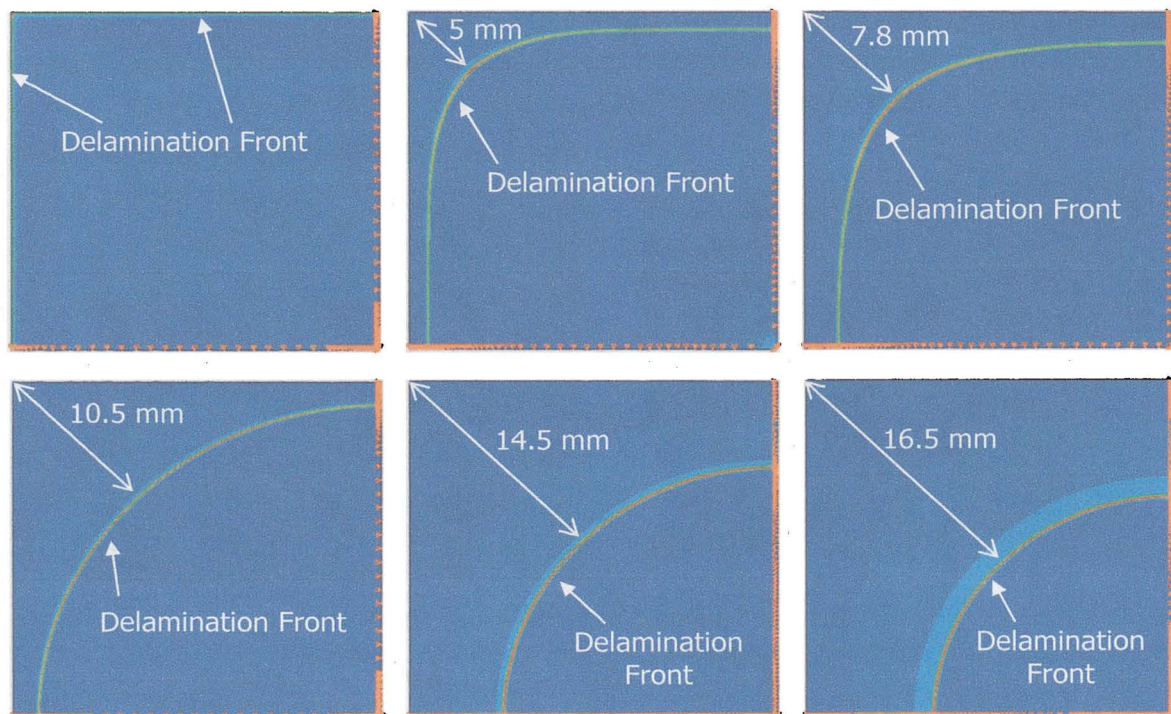 Delamination Front
5 mm
Delamination Front
7.8 mm
Delamination Front
10.5 mm
Delamination Front
14.5 mm
Delamination
Front
16.5 mm
Delamination
Front